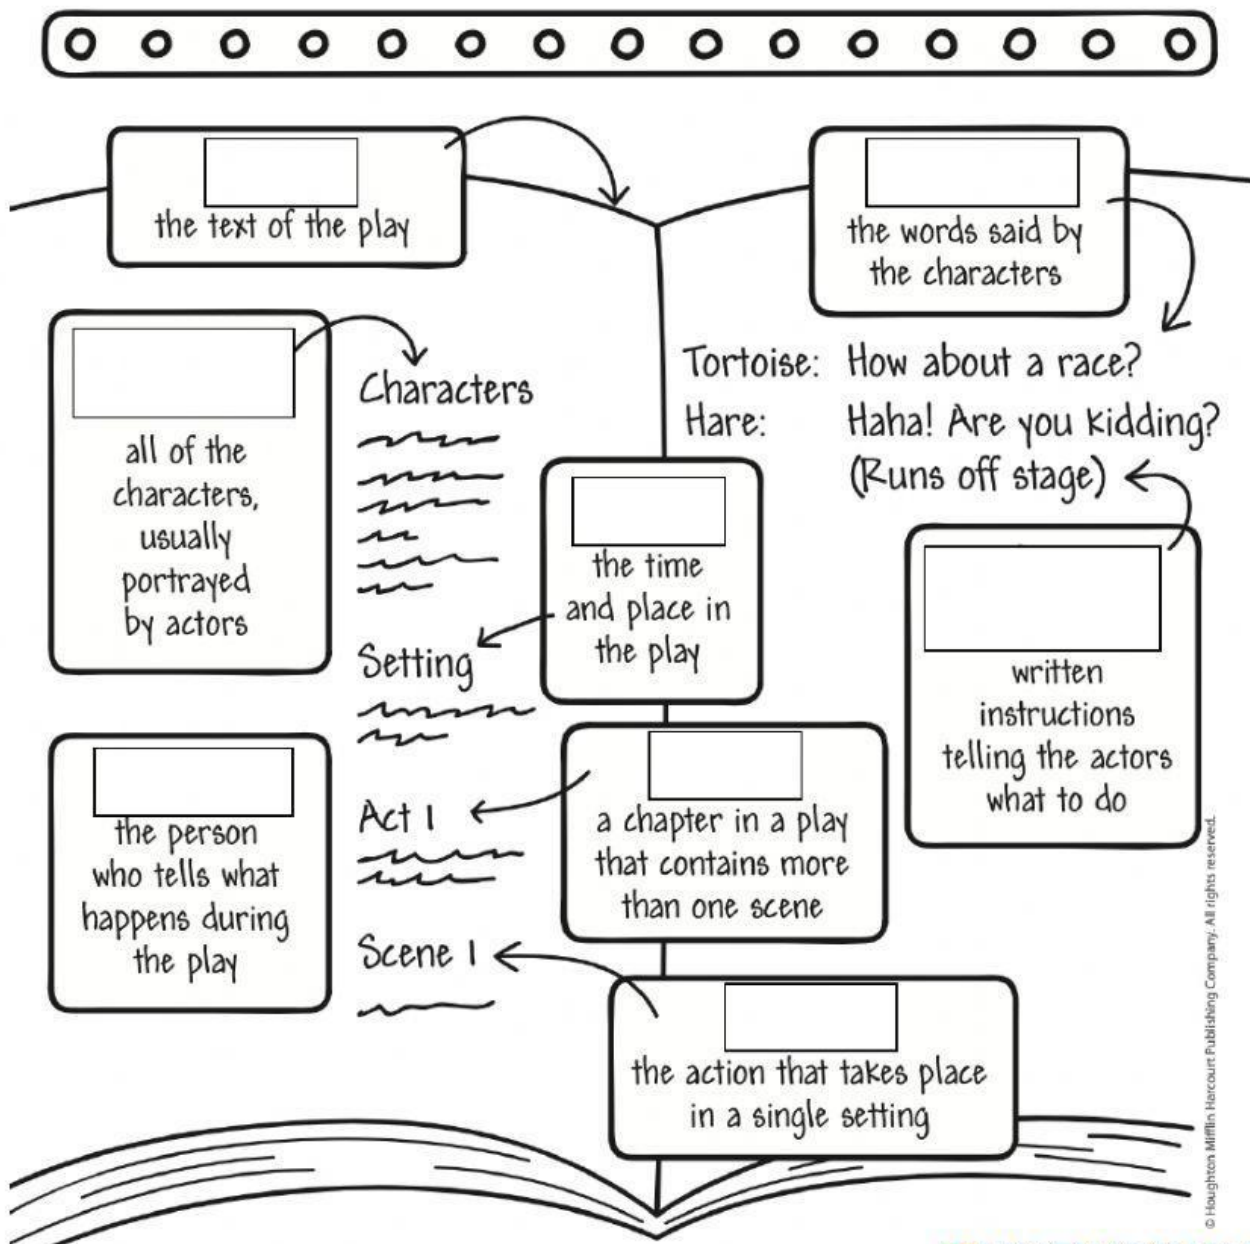 the text of the play
the words said by
the characters
all of the
characters,
usually
portrayed
by actors
Characters
Tortoise: How about a race?
Hare: Haha! Are you kidding?
(Runs off stage)
the time
and place in
the play
Setting
written
instructions
telling the actors
what to do
the person
who tells what
happens during
the play
Act 1
a chapter in a play
that contains more
than one scene
Scene 1
the action that takes place
in a single setting
© Houghton Mifflin Harcourt Publishing Company. All rights reserved.